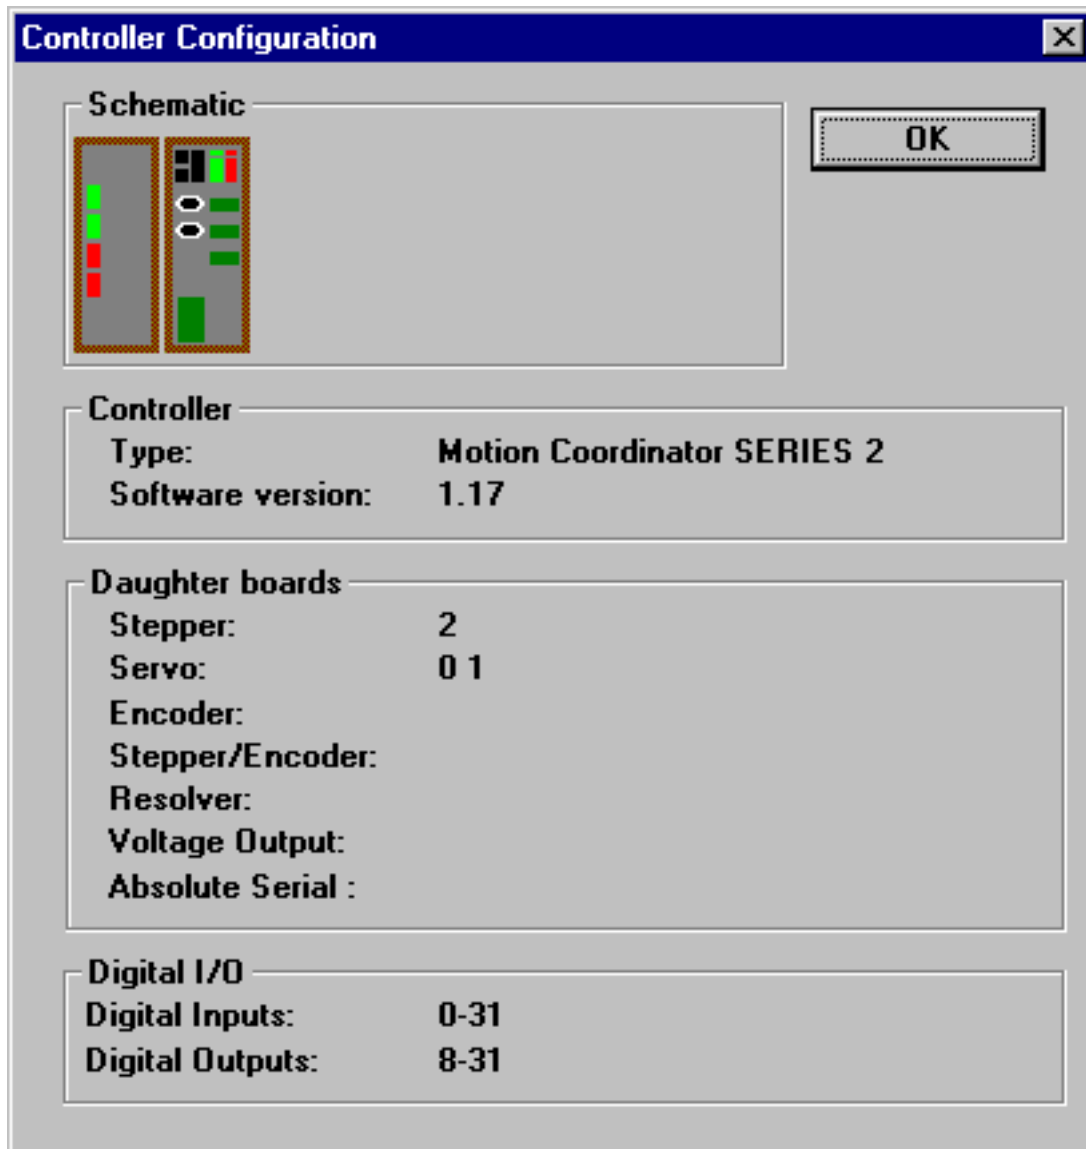 Controller Configuration
Schematic
OK
Controller
Type: Motion Coordinator SERIES 2
Software version: 1.17
Daughter boards
Stepper: 2
Servo: 0 1
Encoder:
Stepper/Encoder:
Resolver:
Voltage Output:
Absolute Serial :
Digital I/O
Digital Inputs: 0-31
Digital Outputs: 8-31